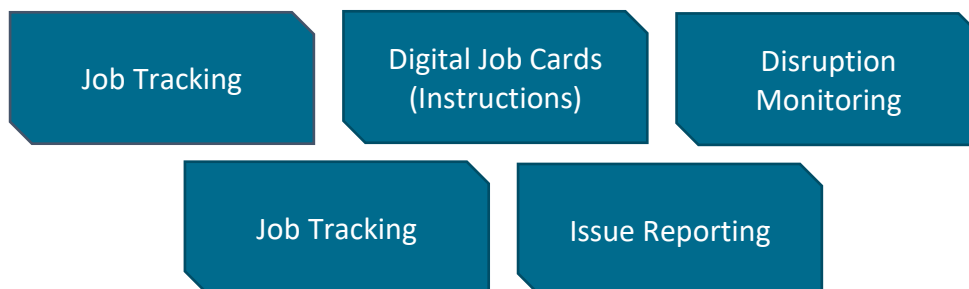 Job Tracking
Digital Job Cards
(Instructions)
Disruption
Monitoring
Job Tracking
Issue Reporting